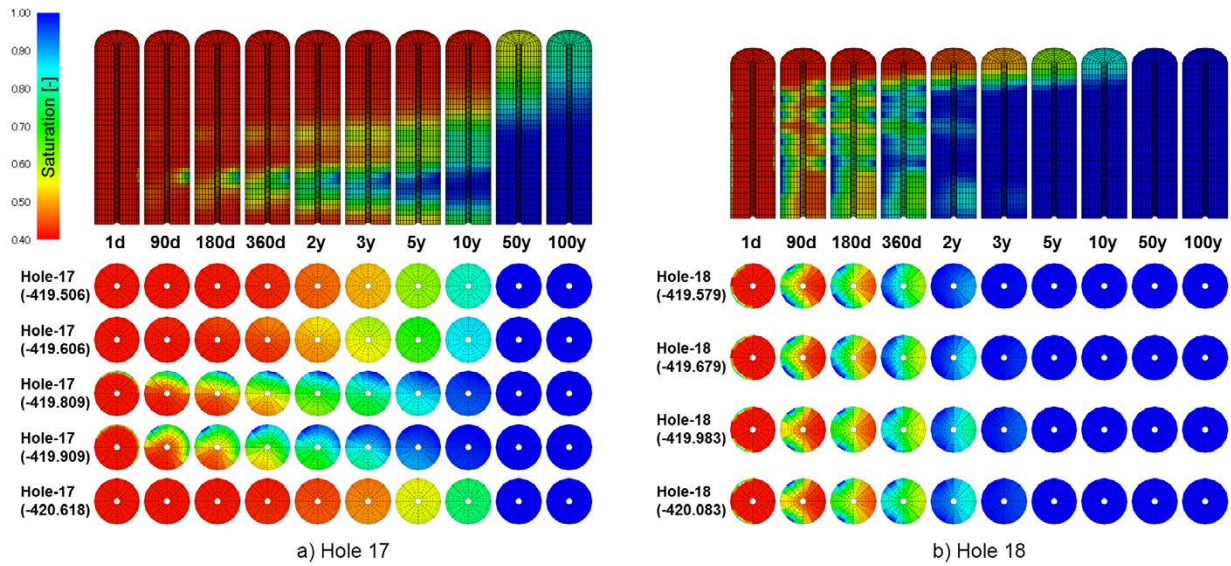 1.00
0.90
0.80
0.70
0.60
0.50
0.40
Saturation [-]
1d 90d 180d 360d 2y 3y 5y 10y 50y 100y
Hole-17
(-419.506)
Hole-17
(-419.606)
Hole-17
(-419.809)
Hole-17
(-419.909)
Hole-17
(-420.618)
a) Hole 17
1d 90d 180d 360d 2y 3y 5y 10y 50y 100y
Hole-18
(-419.579)
Hole-18
(-419.679)
Hole-18
(-419.983)
Hole-18
(-420.083)
b) Hole 18